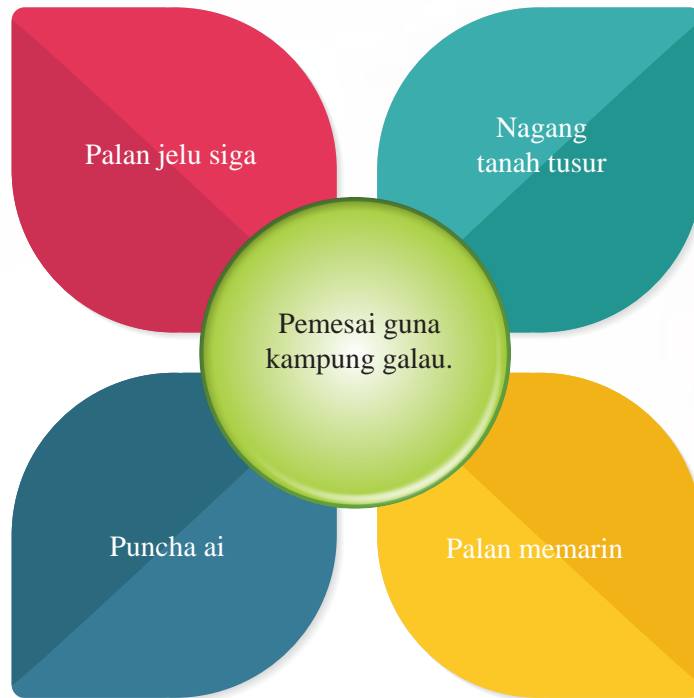 Palan jelu siga
Nagang
tanah tusur
Pemesai guna
kampung galau.
Puncha ai
Palan memarin